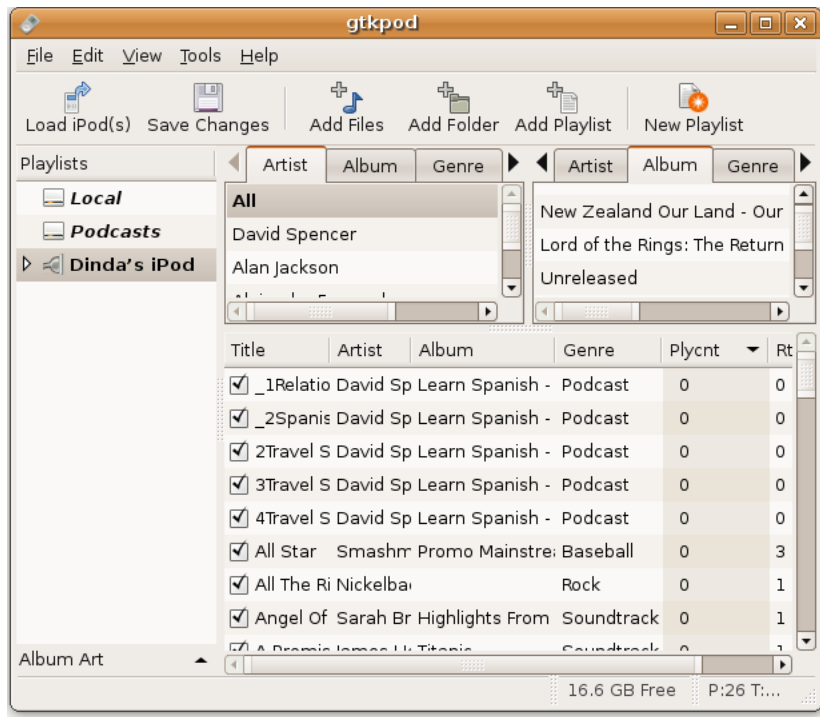 gtkpod
File Edit View Tools Help
Load iPod(s) Save Changes Add Files Add Folder Add Playlist New Playlist
Playlists
Local
Podcasts
Dinda's iPod
Artist Album Genre
All
David Spencer
Alan Jackson
Artist Album Genre
New Zealand Our Land - Our
Lord of the Rings: The Return
Unreleased
Title Artist Album Genre Plycnt Rt
_1Relatio David Sp Learn Spanish - Podcast 0 0
_2Spanis David Sp Learn Spanish - Podcast 0 0
2Travel S David Sp Learn Spanish - Podcast 0 0
3Travel S David Sp Learn Spanish - Podcast 0 0
4Travel S David Sp Learn Spanish - Podcast 0 0
All Star Smashm Promo Mainstre Baseball 0 3
All The Ri Nickelba Rock 0 1
Angel Of Sarah Br Highlights From Soundtrack 0 1
A Promis James Titanic Soundtrack 0 1
Album Art
16.6 GB Free P:26 T:...